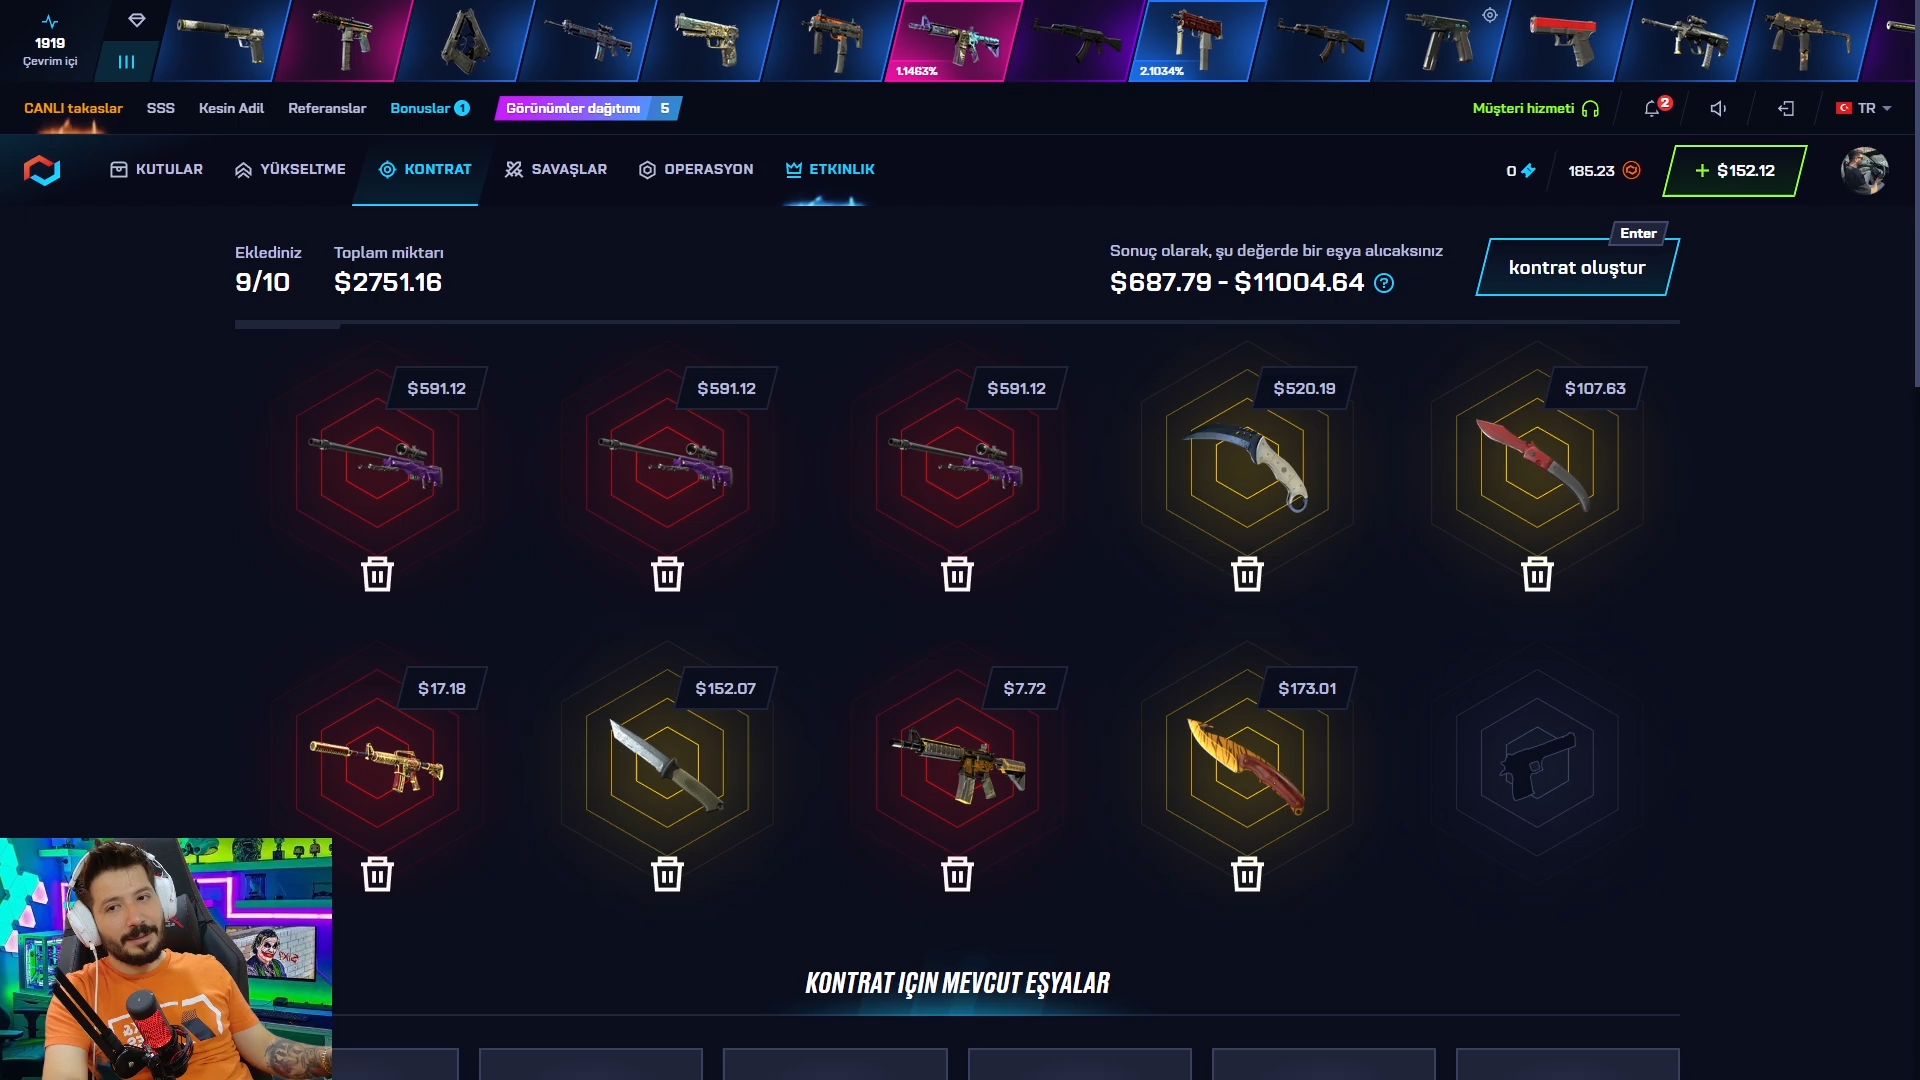 1919
Çevrim içi
1.1463%
2.1034%
CANLI takaslar
SSS
Kesin Adil
Referanslar
Bonuslar 1
Görünümler dağıtımı 5
Müşteri hizmeti
2
TR
KUTULAR
YÜKSELTME
KONTRAT
SAVAŞLAR
OPERASYON
ETKINLIK
0
185.23
+ $152.12
Eklediniz
9/10
Toplam miktarı
$2751.16
Sonuç olarak, şu değerde bir eşya alıcaksınız
$687.79 - $11004.64 ?
Enter
kontrat oluştur
$591.12
$591.12
$591.12
$520.19
$107.63
$17.18
$152.07
$7.72
$173.01
KONTRAT IÇIN MEVCUT EŞYALAR